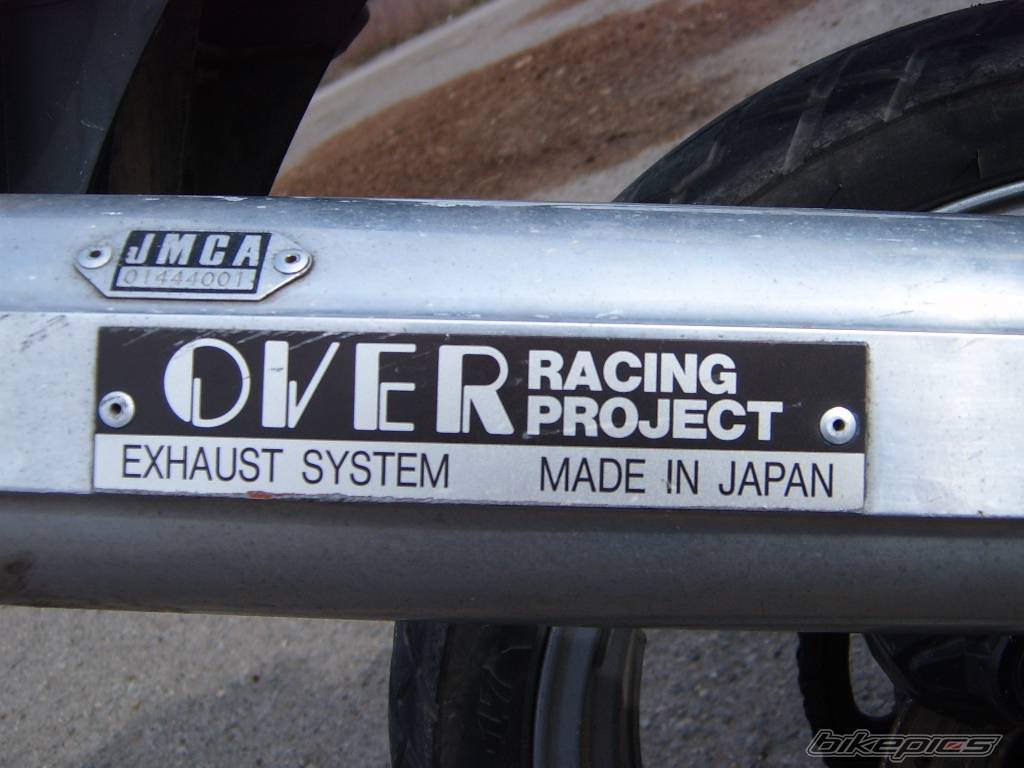 JMCA
01444001
OVER RACING PROJECT
EXHAUST SYSTEM MADE IN JAPAN
bikepics